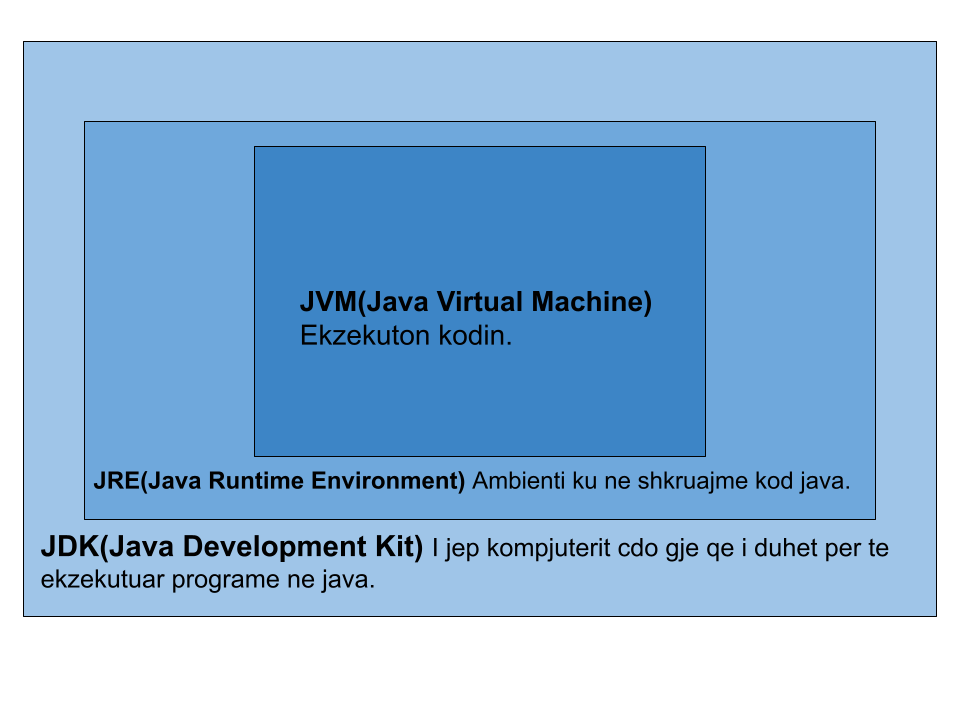 JVM(Java Virtual Machine)
Ekzekuton kodin.
JRE(Java Runtime Environment) Ambienti ku ne shkruajme kod java.
JDK(Java Development Kit) I jep kompjuterit cdo gje qe i duhet per te
ekzekutuar programe ne java.